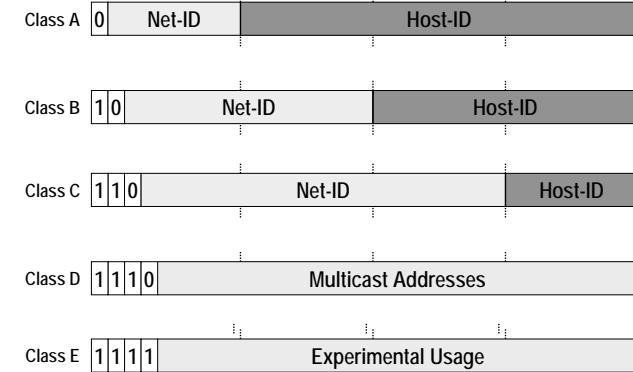 Class A 0 Net-ID Host-ID
Class B 1 0 Net-ID Host-ID
Class C 1 1 0 Net-ID Host-ID
Class D 1 1 1 0 Multicast Addresses
Class E 1 1 1 1 Experimental Usage